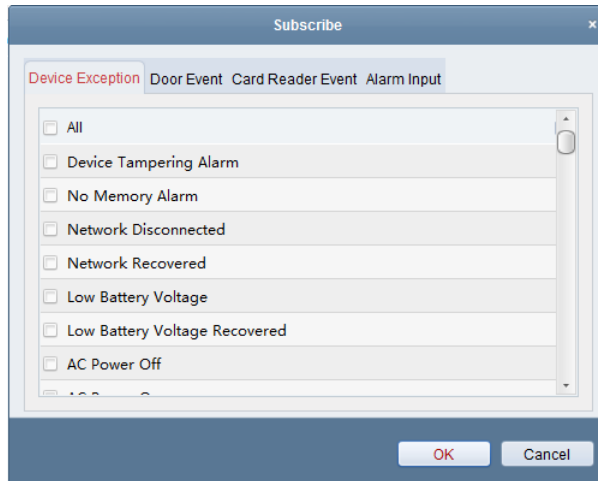 Subscribe ×
Device Exception Door Event Card Reader Event Alarm Input
All
Device Tampering Alarm
No Memory Alarm
Network Disconnected
Network Recovered
Low Battery Voltage
Low Battery Voltage Recovered
AC Power Off
OK Cancel